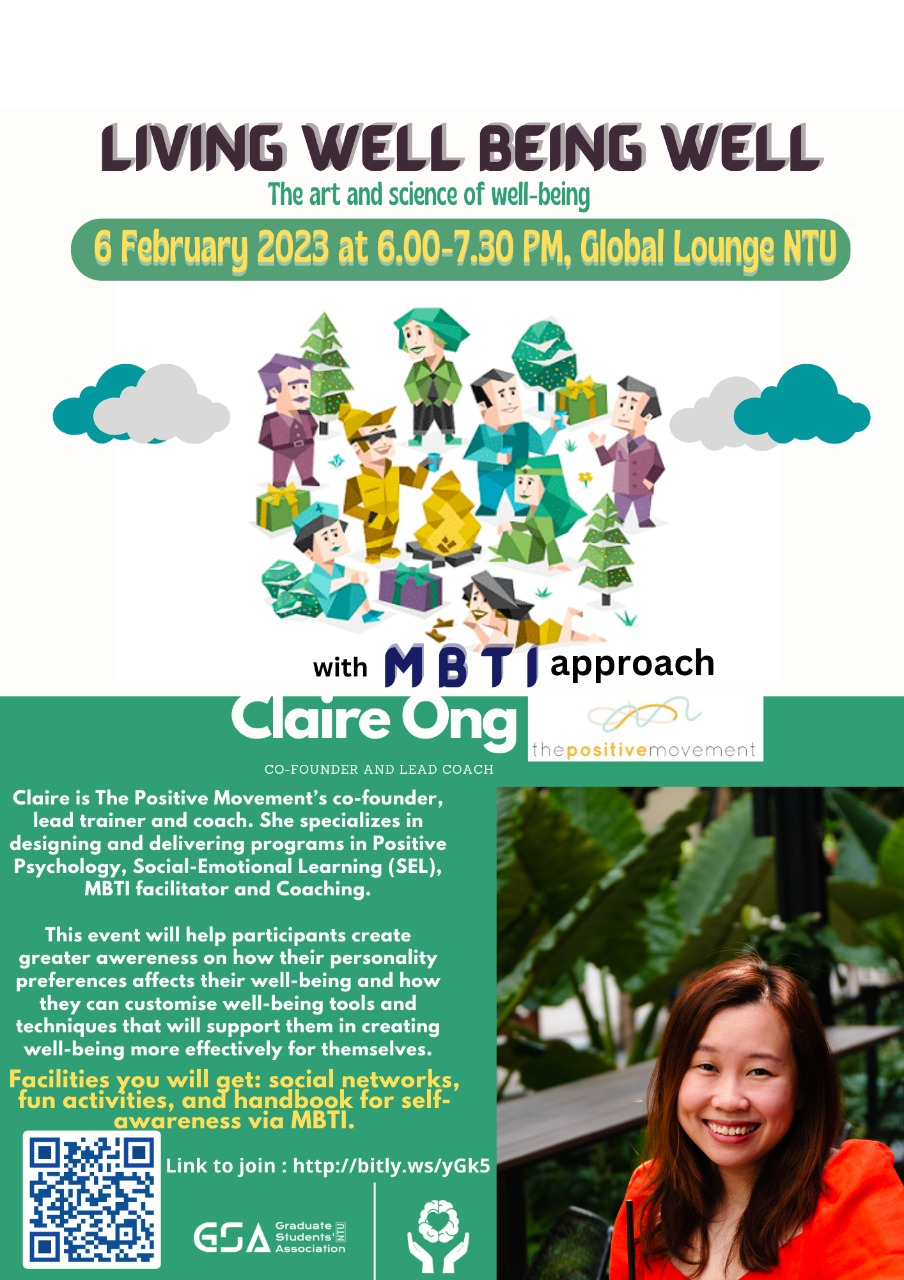 LIVING WELL BEING WELL
The art and science of well-being
6 February 2023 at 6.00-7.30 PM, Global Lounge NTU
with MBTI approach
Claire Ong
thepositivemovement
CO-FOUNDER AND LEAD COACH
Claire is The Positive Movement's co-founder,
lead trainer and coach. She specializes in
designing and delivering programs in Positive
Psychology, Social-Emotional Learning (SEL),
MBTI facilitator and Coaching.
This event will help participants create
greater awereness on how their personality
preferences affects their well-being and how
they can customise well-being tools and
techniques that will support them in creating
well-being more effectively for themselves.
Facilities you will get: social networks,
fun activities, and handbook for self-
awareness via MBTI.
Link to join : http://bitly.ws/yGk5
GSA
Graduate
Students'
Association
NTU